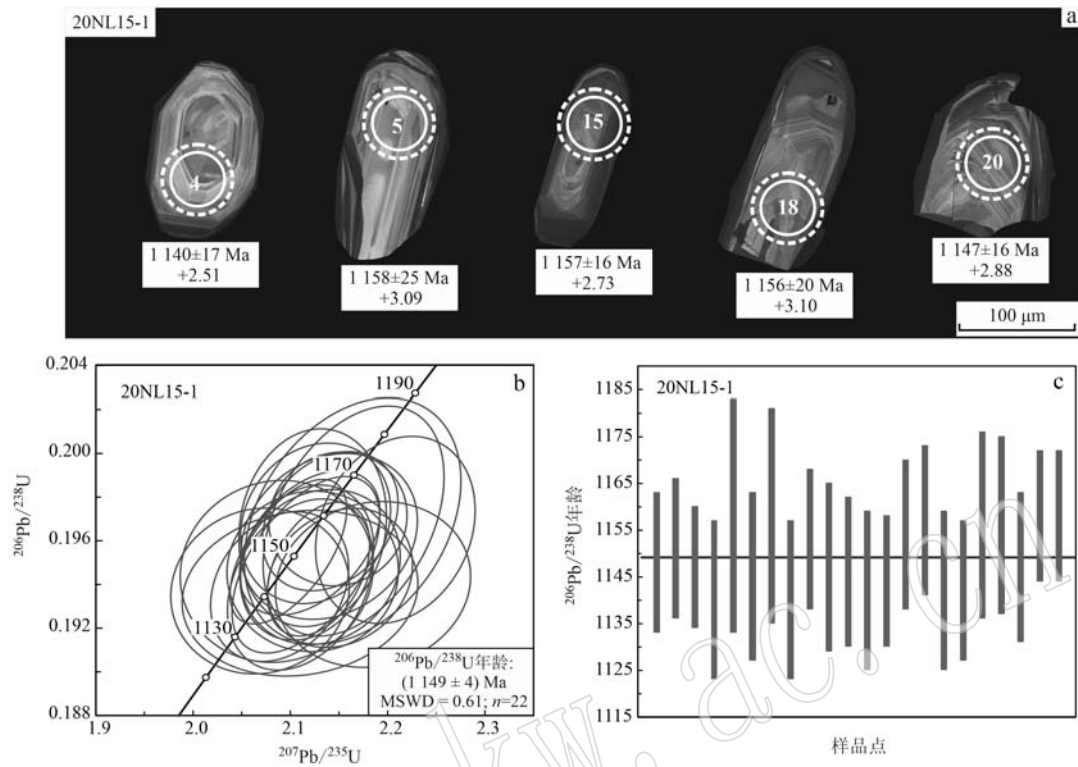 20NL15-1
a
4
5
15
18
20
1 140±17 Ma
+2.51
1 158±25 Ma
+3.09
1 157±16 Ma
+2.73
1 156±20 Ma
+3.10
1 147±16 Ma
+2.88
100 μm
20NL15-1
b
0.204
0.200
0.196
0.192
0.188
²⁰⁶Pb/²³⁸U
1190
1170
1150
1130
²⁰⁶Pb/²³⁸U年龄:
(1 149 ± 4) Ma
MSWD = 0.61; n=22
1.9
2.0
2.1
2.2
2.3
²⁰⁷Pb/²³⁵U
20NL15-1
c
1185
1175
1165
1155
1145
1135
1125
1115
²⁰⁶Pb/²³⁸U年龄
样品点
kw.ac.cn